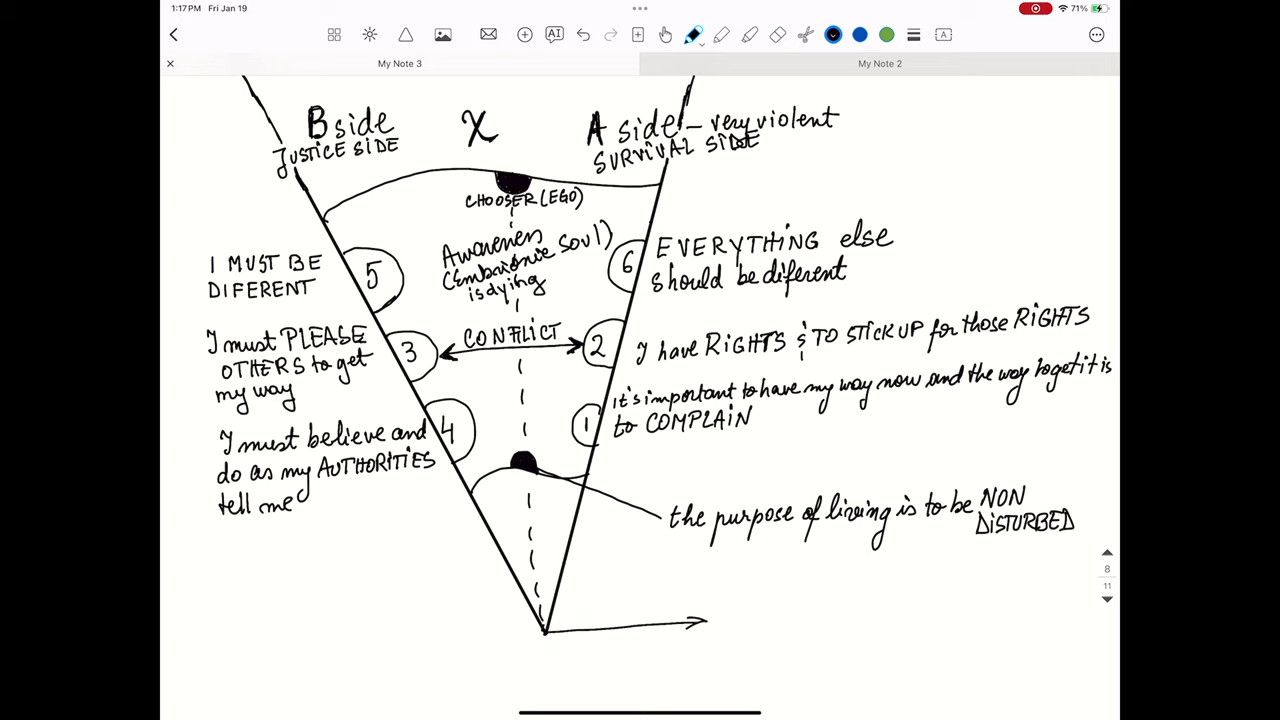 1:17PM Fri Jan 19
71%
AI
A
My Note 3
My Note 2
B side
JUSTICE SIDE
X
A side - very violent
SURVIVAL SIDE
CHOOSER (EGO)
Awareness
(Embrionic SOUL)
is dying
I MUST BE
DIFERENT
5
6
EVERYTHING else
should be diferent
I must PLEASE
OTHERS to get
my way
3
CONFLICT
2
I have RIGHTS & TO STICK UP for those RIGHTS
I must believe and
do as my AUTHORITIES
tell me
4
1
it's important to have my way now and the way to get it is
to COMPLAIN
the purpose of living is to be NON
DISTURBED
8
11